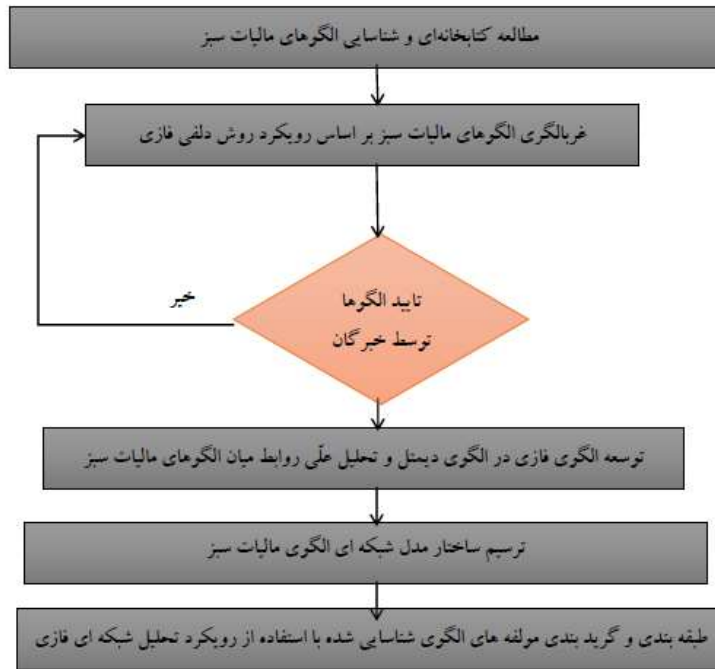 مطالعه کتابخانه‌ای و شناسایی الگوهای مالیات سبز
غربالگری الگوهای مالیات سبز بر اساس رویکرد روش دلفی فازی
تایید الگوها
توسط خبرگان
خیر
توسعه الگوی فازی در الگوی دیمتل و تحلیل علّی روابط میان الگوهای مالیات سبز
ترسیم ساختار مدل شبکه ای الگوی مالیات سبز
طبقه بندی و گرید بندی مولفه های الگوی شناسایی شده با استفاده از رویکرد تحلیل شبکه ای فازی